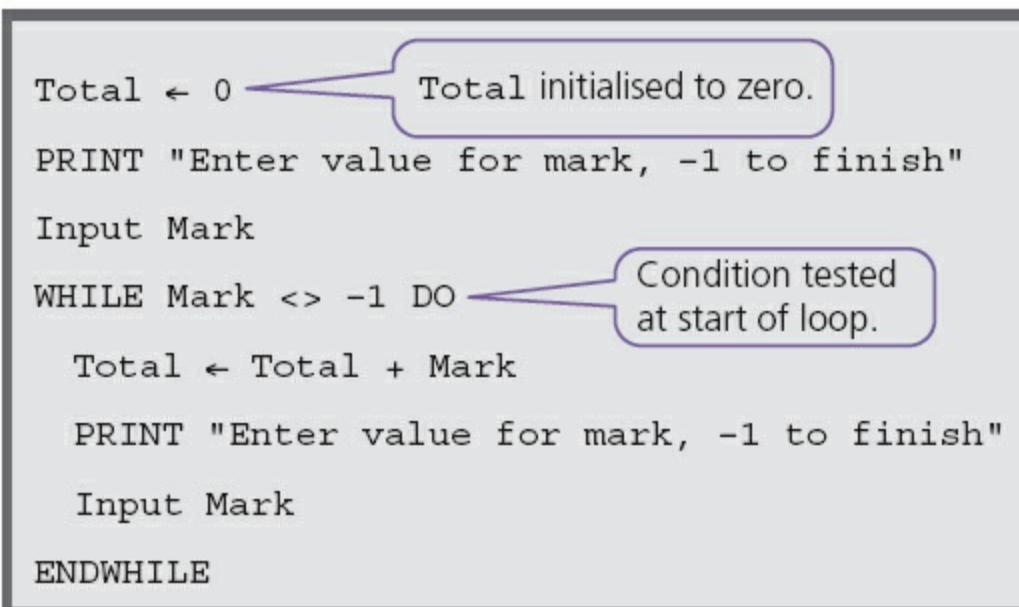 Total ← 0
Total initialised to zero.
PRINT "Enter value for mark, -1 to finish"
Input Mark
WHILE Mark <> -1 DO
Condition tested
at start of loop.
Total ← Total + Mark
PRINT "Enter value for mark, -1 to finish"
Input Mark
ENDWHILE